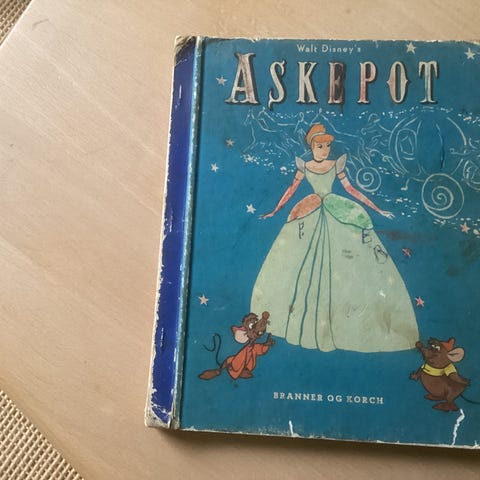 Walt Disney's
ASKEPOT
P
E
R
BRANNER OG KORCH